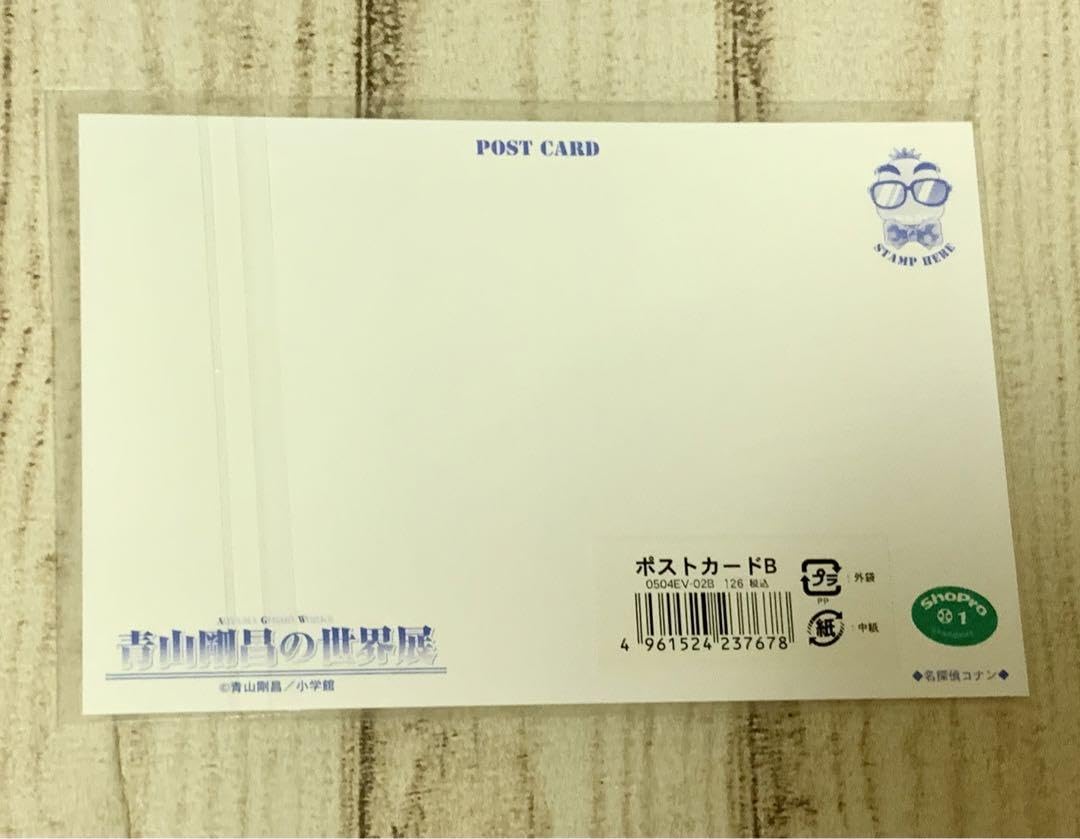 POST CARD
STAMP HERE
ポストカードB
0504EV-02B 126 税込
プラ : 外袋
PP
紙 : 中紙
4 961524 237678
ShoPro
1
AOYAMA GOSHO WORKS
青山剛昌の世界展
©青山剛昌／小学館
◆名探偵コナン◆